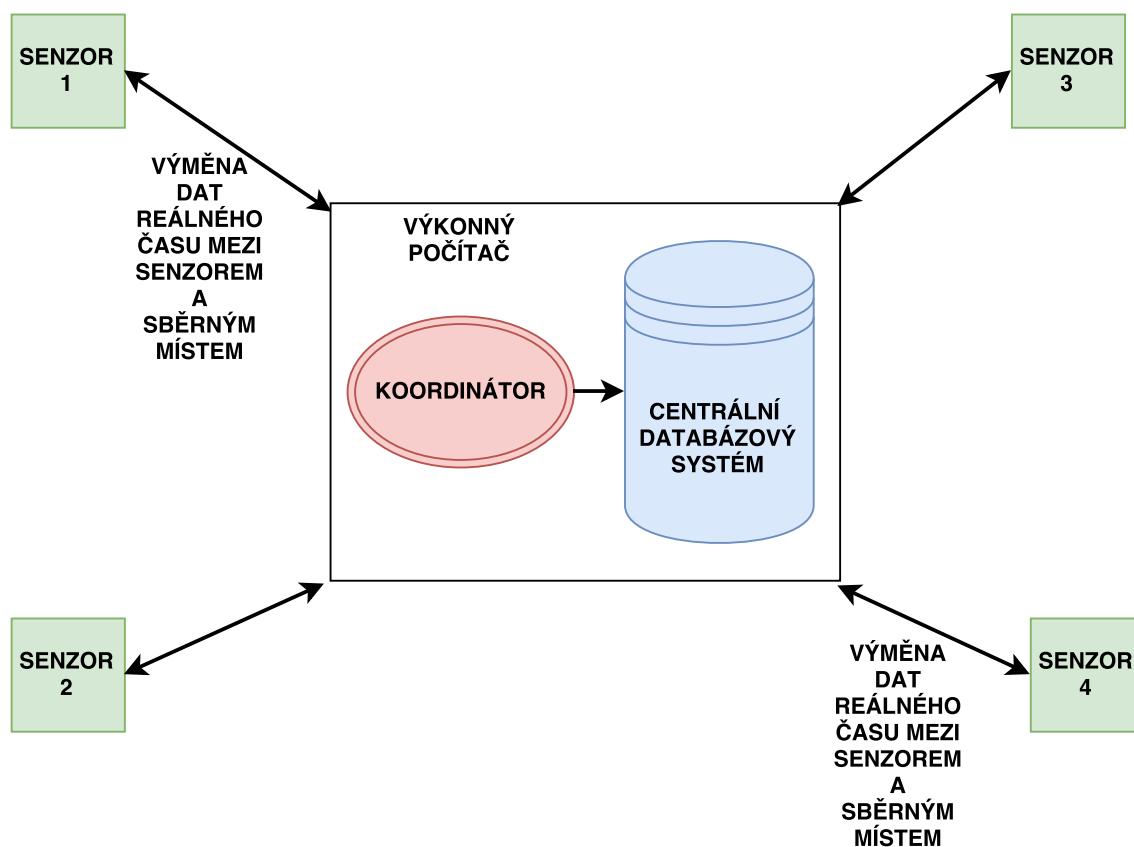 SENZOR
1
SENZOR
3
VÝMĚNA
DAT
REÁLNÉHO
ČASU MEZI
SENZOREM
A
SBĚRNÝM
MÍSTEM
VÝKONNÝ
POČÍTAČ
KOORDINÁTOR
CENTRÁLNÍ
DATABÁZOVÝ
SYSTÉM
SENZOR
2
SENZOR
4
VÝMĚNA
DAT
REÁLNÉHO
ČASU MEZI
SENZOREM
A
SBĚRNÝM
MÍSTEM